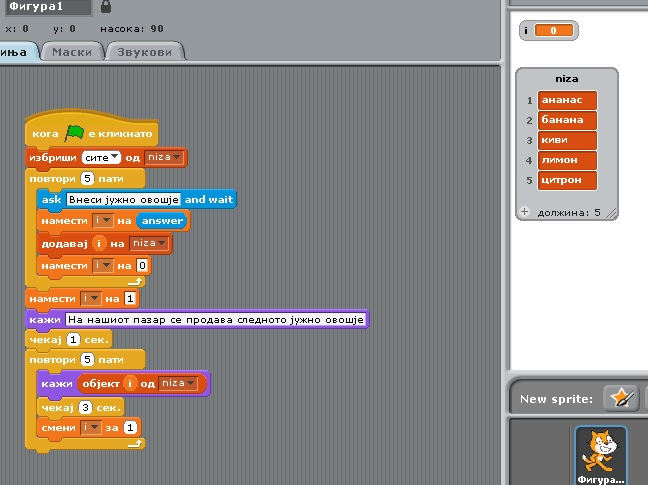 Фигура1
x: 0 y: 0 насока: 90
иња Маски Звукови
кога е кликнато
избриши сите од niza
повтори 5 пати
ask Внеси јужно овошје and wait
намести i на answer
додавај i на niza
намести i на 0
намести i на 1
кажи На нашиот пазар се продава следното јужно овошје
чекај 1 сек.
повтори 5 пати
кажи објект i од niza
чекај 3 сек.
смени i за 1
i 0
niza
1 ананас
2 банана
3 киви
4 лимон
5 цитрон
+ должина: 5
New sprite:
Фигура...